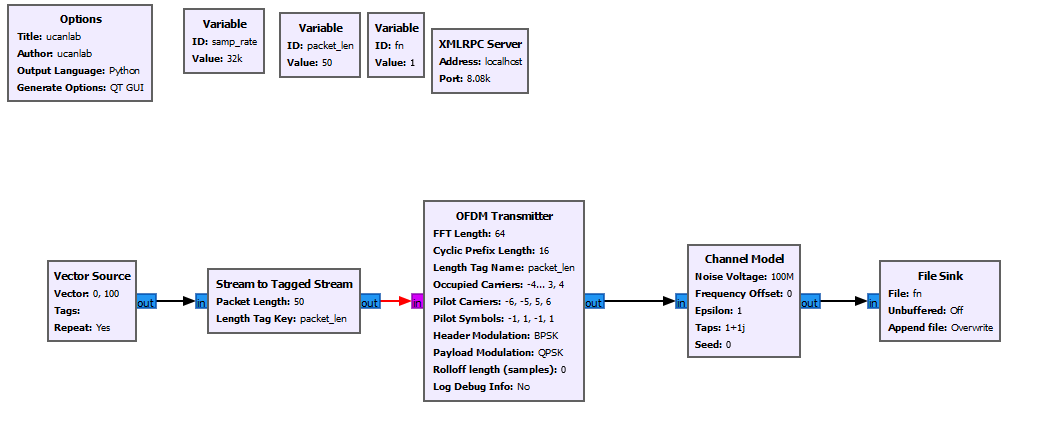 Options
Title: ucanlab
Author: ucanlab
Output Language: Python
Generate Options: QT GUI
Variable
ID: samp_rate
Value: 32k
Variable
ID: packet_len
Value: 50
Variable
ID: fn
Value: 1
XMLRPC Server
Address: localhost
Port: 8.08k
Vector Source
Vector: 0, 100
Tags:
Repeat: Yes
out
in
Stream to Tagged Stream
Packet Length: 50
Length Tag Key: packet_len
out
in
OFDM Transmitter
FFT Length: 64
Cyclic Prefix Length: 16
Length Tag Name: packet_len
Occupied Carriers: -4... 3, 4
Pilot Carriers: -6, -5, 5, 6
Pilot Symbols: -1, 1, -1, 1
Header Modulation: BPSK
Payload Modulation: QPSK
Rolloff length (samples): 0
Log Debug Info: No
out
in
Channel Model
Noise Voltage: 100M
Frequency Offset: 0
Epsilon: 1
Taps: 1+1j
Seed: 0
out
in
File Sink
File: fn
Unbuffered: Off
Append file: Overwrite